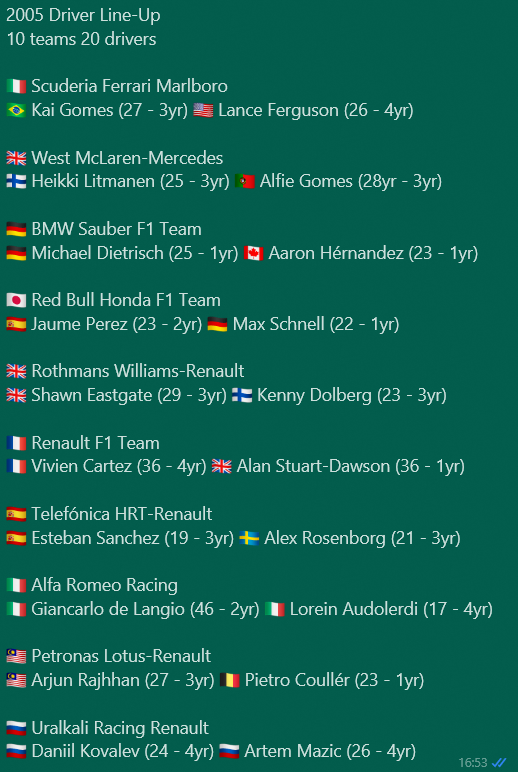 2005 Driver Line-Up
10 teams 20 drivers
🇮🇹 Scuderia Ferrari Marlboro
🇧🇷 Kai Gomes (27 - 3yr) 🇺🇸 Lance Ferguson (26 - 4yr)
🇬🇧 West McLaren-Mercedes
🇫🇮 Heikki Litmanen (25 - 3yr) 🇵🇹 Alfie Gomes (28yr - 3yr)
🇩🇪 BMW Sauber F1 Team
🇩🇪 Michael Dietrisch (25 - 1yr) 🇨🇦 Aaron Hérnandez (23 - 1yr)
🇯🇵 Red Bull Honda F1 Team
🇪🇸 Jaume Perez (23 - 2yr) 🇩🇪 Max Schnell (22 - 1yr)
🇬🇧 Rothmans Williams-Renault
🇬🇧 Shawn Eastgate (29 - 3yr) 🇫🇮 Kenny Dolberg (23 - 3yr)
🇫🇷 Renault F1 Team
🇫🇷 Vivien Cartez (36 - 4yr) 🇬🇧 Alan Stuart-Dawson (36 - 1yr)
🇪🇸 Telefónica HRT-Renault
🇪🇸 Esteban Sanchez (19 - 3yr) 🇸🇪 Alex Rosenborg (21 - 3yr)
🇮🇹 Alfa Romeo Racing
🇮🇹 Giancarlo de Langio (46 - 2yr) 🇮🇹 Lorein Audolerdi (17 - 4yr)
🇲🇾 Petronas Lotus-Renault
🇲🇾 Arjun Rajhhan (27 - 3yr) 🇧🇪 Pietro Coullér (23 - 1yr)
🇷🇺 Uralkali Racing Renault
🇷🇺 Daniil Kovalev (24 - 4yr) 🇷🇺 Artem Mazic (26 - 4yr)
16:53